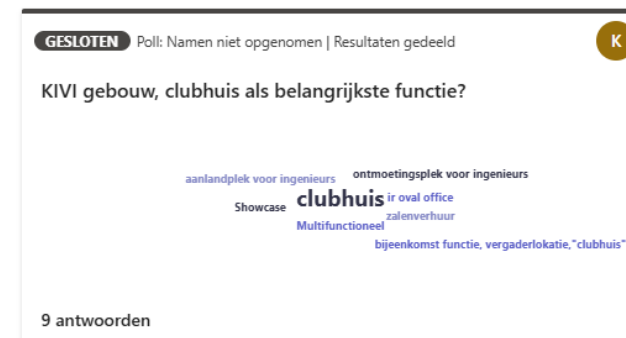 GESLOTEN Poll: Namen niet opgenomen | Resultaten gedeeld
K
KIVI gebouw, clubhuis als belangrijkste functie?
aanlandplek voor ingenieurs
ontmoetingsplek voor ingenieurs
Showcase
clubhuis
ir oval office
zalenverhuur
Multifunctioneel
bijeenkomst functie, vergaderlokatie,"clubhuis"
9 antwoorden